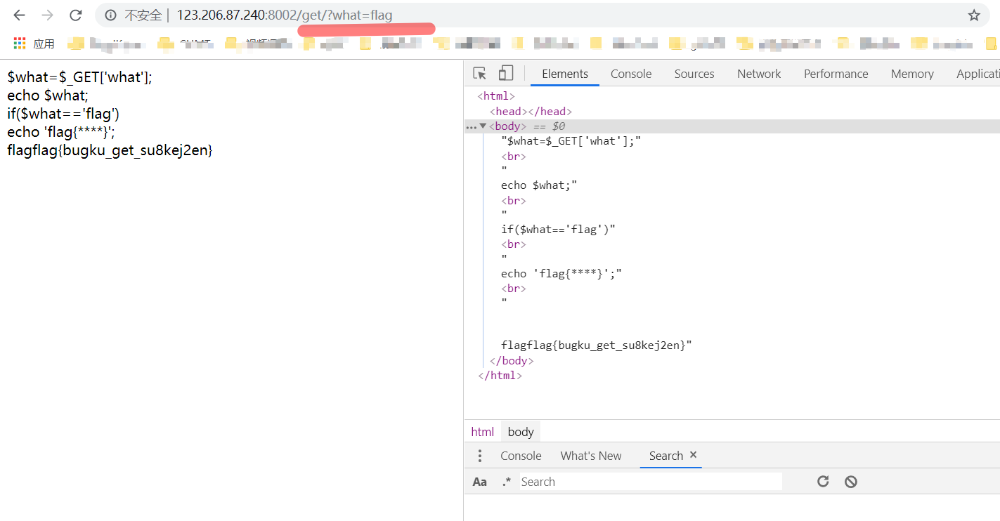 不安全 | 123.206.87.240:8002/get/?what=flag
应用
$what=$_GET['what'];
echo $what;
if($what=='flag')
echo 'flag{****}';
flagflag{bugku_get_su8kej2en}
Elements Console Sources Network Performance Memory Applicati
<html>
<head></head>
<body> == $0
"$what=$_GET['what'];"
<br>
"
echo $what;"
<br>
"
if($what=='flag')"
<br>
"
echo 'flag{****}';"
<br>
"
flagflag{bugku_get_su8kej2en}"
</body>
</html>
html body
Console What's New Search ×
Aa .* Search